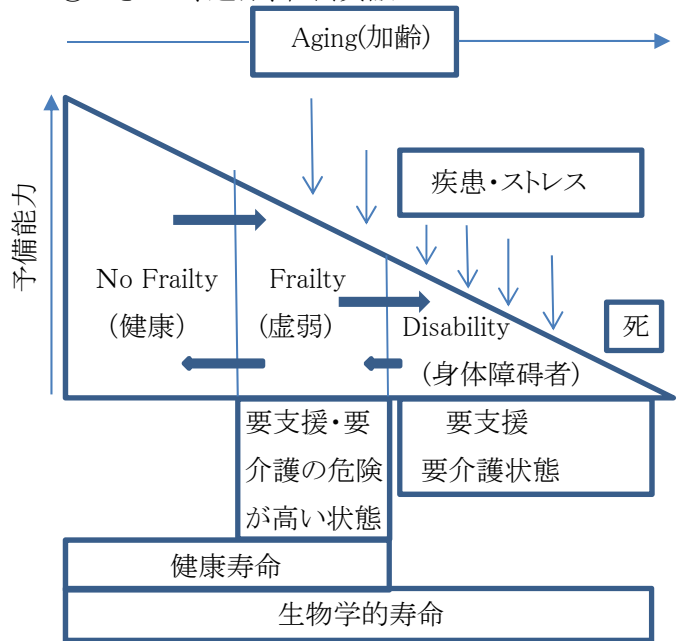 Aging(加齢)
予備能力
疾患・ストレス
No Frailty
(健康)
Frailty
(虚弱)
Disability
(身体障碍者)
死
要支援・要
介護の危険
が高い状態
要支援
要介護状態
健康寿命
生物学的寿命